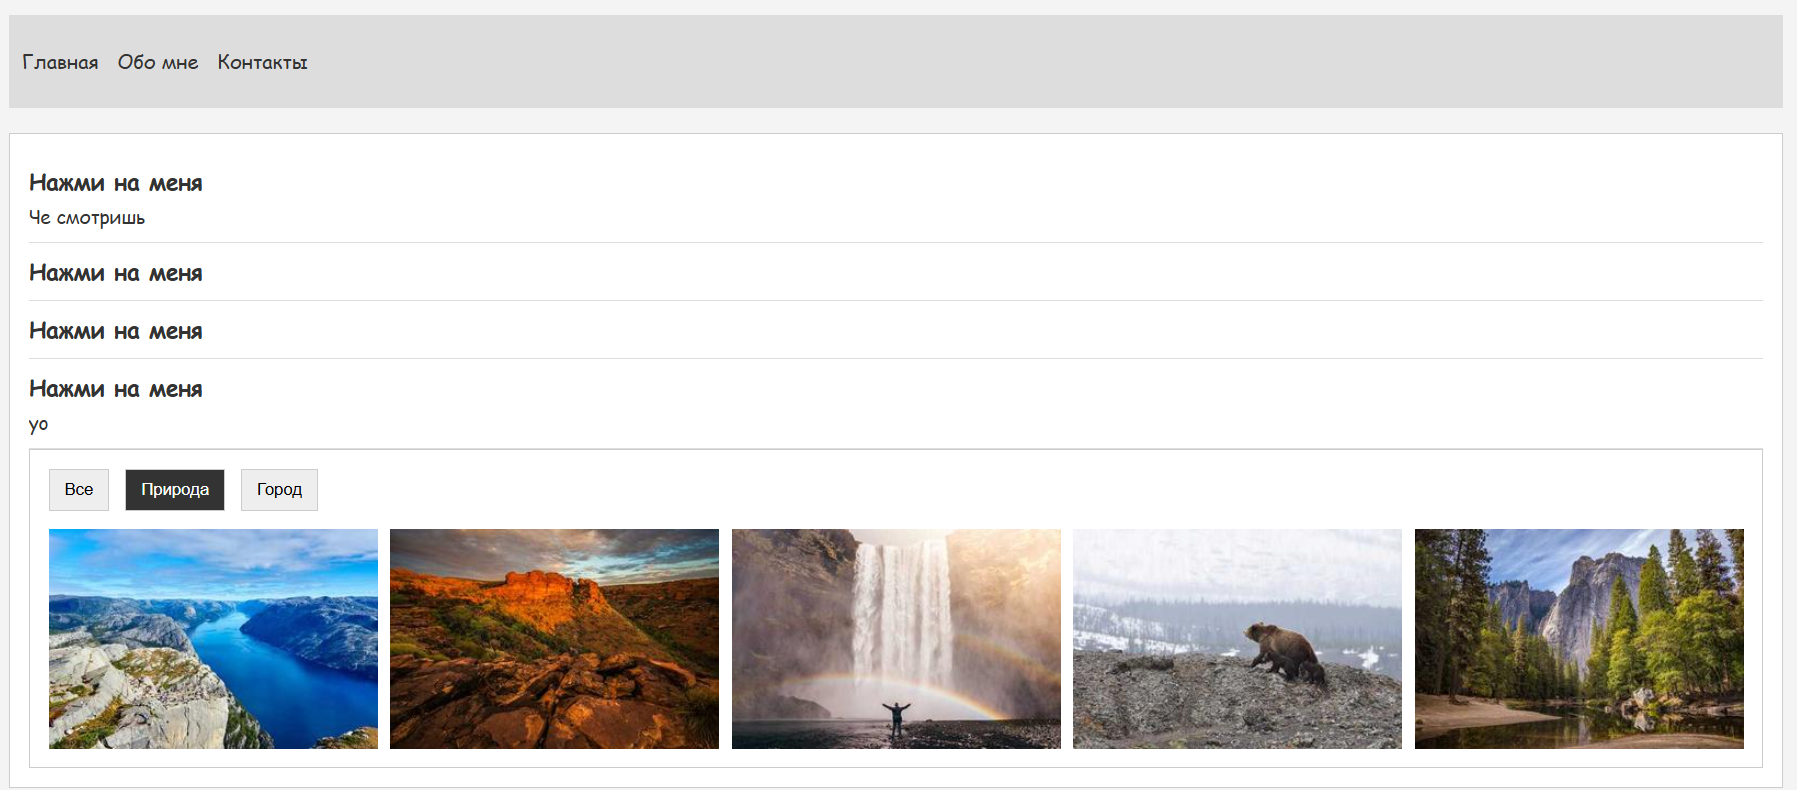 Главная Обо мне Контакты
Нажми на меня
Че смотришь
Нажми на меня
Нажми на меня
Нажми на меня
yo
Все Природа Город